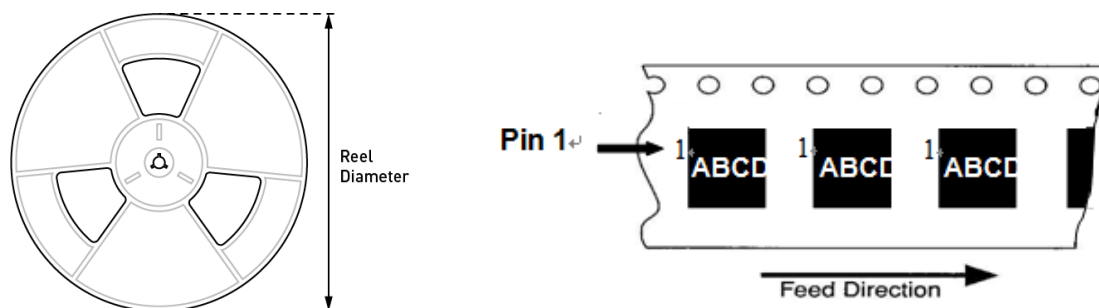 Reel
Diameter
Pin 1↵
1 ABCD 1 ABCD 1 ABCD
Feed Direction